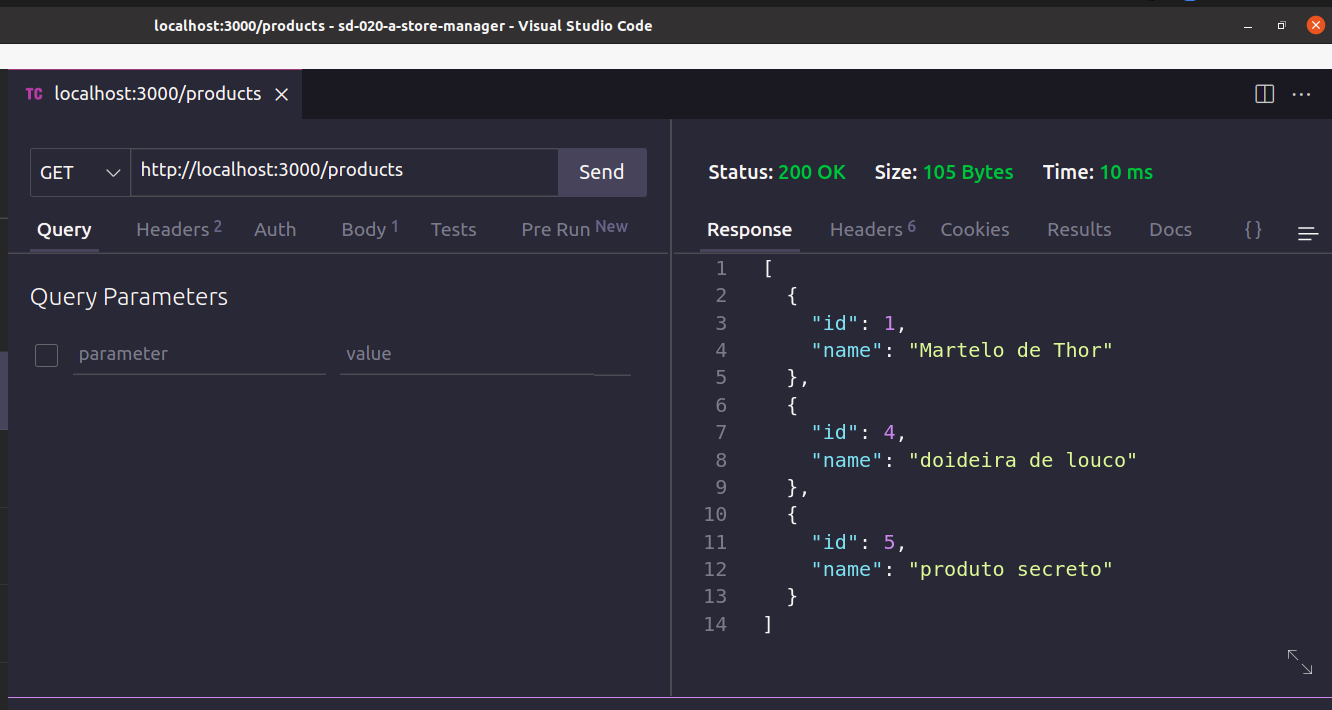 localhost:3000/products - sd-020-a-store-manager - Visual Studio Code
TC localhost:3000/products
GET http://localhost:3000/products Send
Query Headers 2 Auth Body 1 Tests Pre Run New
Query Parameters
parameter value
Status: 200 OK Size: 105 Bytes Time: 10 ms
Response Headers 6 Cookies Results Docs {}
1 [
2 {
3 "id": 1,
4 "name": "Martelo de Thor"
5 },
6 {
7 "id": 4,
8 "name": "doideira de louco"
9 },
10 {
11 "id": 5,
12 "name": "produto secreto"
13 }
14 ]